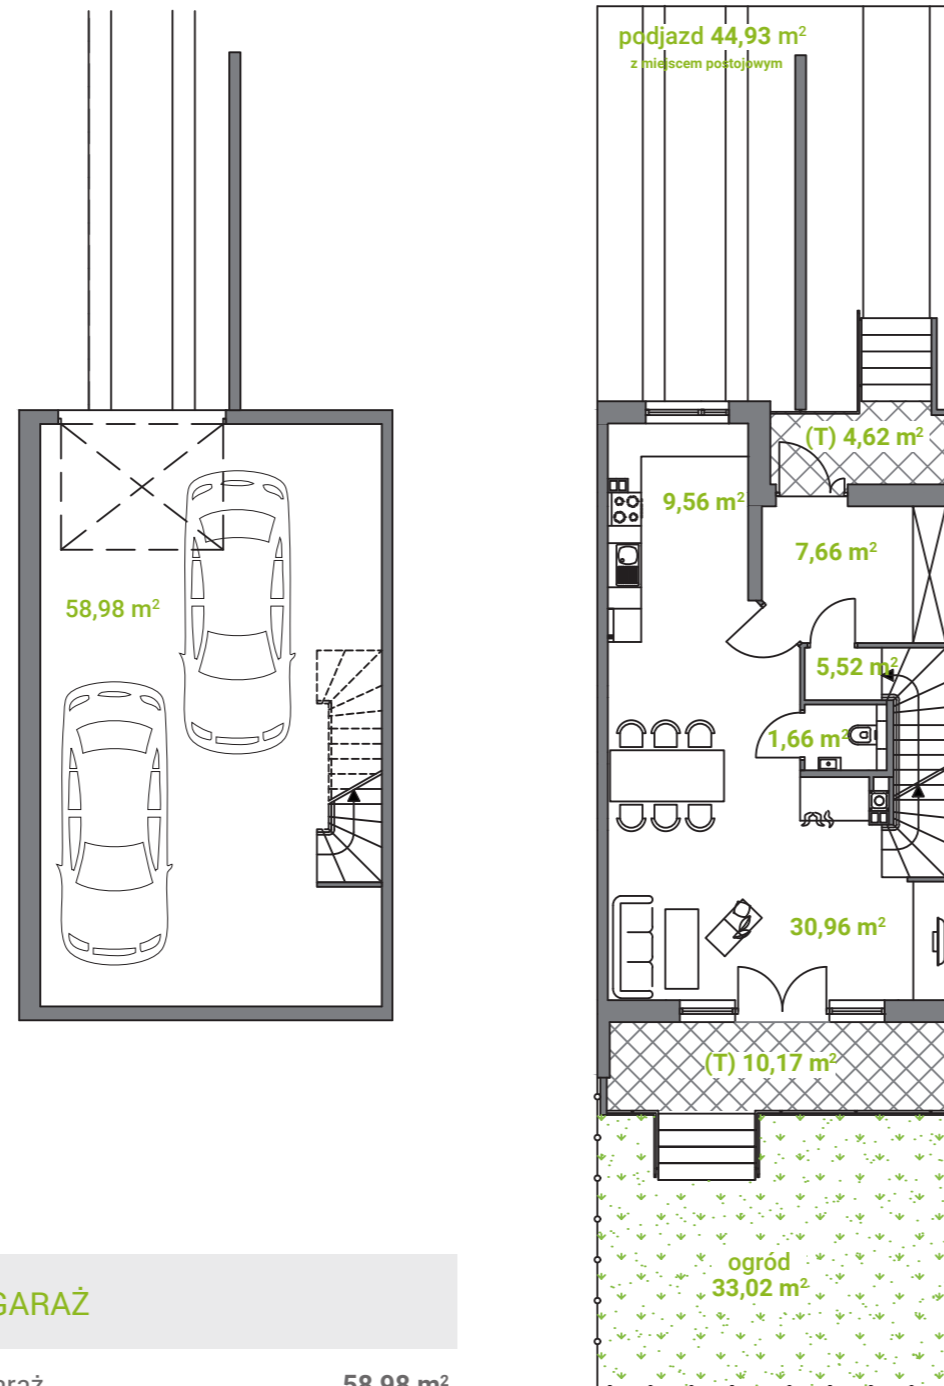 podjazd 44,93 m²
z miejscem postojowym
(T) 4,62 m²
9,56 m²
7,66 m²
58,98 m²
5,52 m²
1,66 m²
30,96 m²
(T) 10,17 m²
ogród
33,02 m²
GARAŻ
araż 58,98 m²